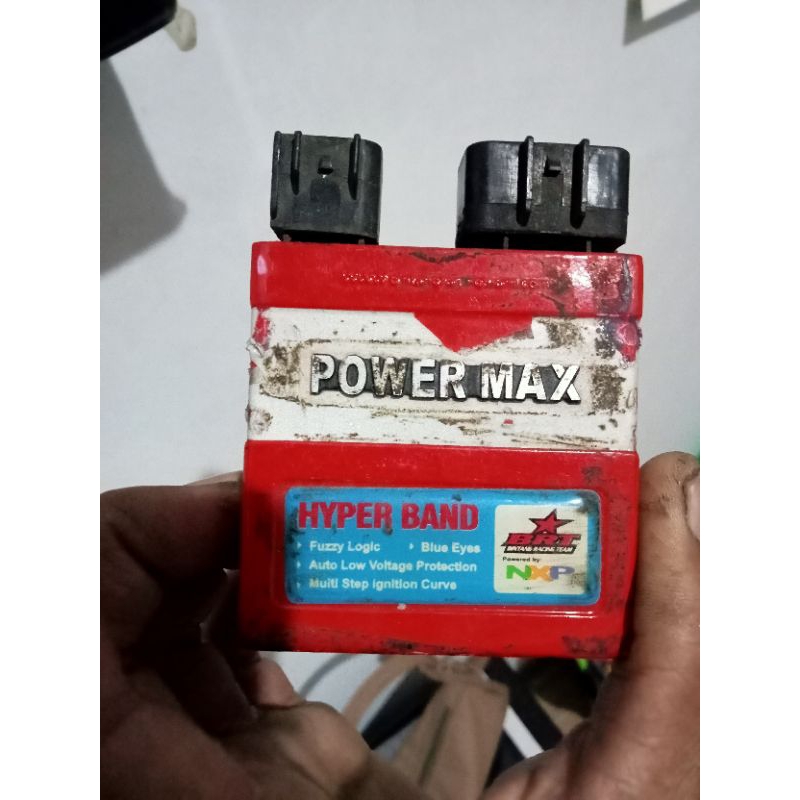 POWER MAX
HYPER BAND
Fuzzy Logic
Blue Eyes
Auto Low Voltage Protection
Multi Step Ignition Curve
BRT
BINTANG RACING TEAM
Powered by:
NXP